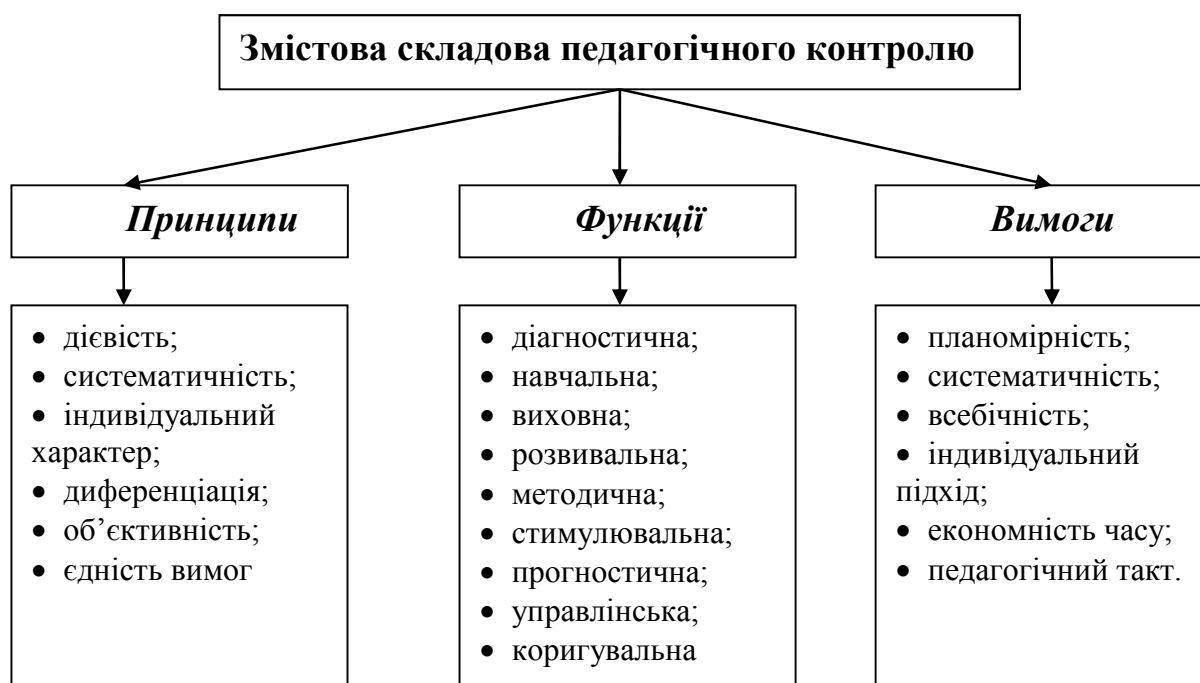 Змістова складова педагогічного контролю
Принципи
• дієвість;
• систематичність;
• індивідуальний
характер;
• диференціація;
• об’єктивність;
• єдність вимог
Функції
• діагностична;
• навчальна;
• виховна;
• розвивальна;
• методична;
• стимулювальна;
• прогностична;
• управлінська;
• коригувальна
Вимоги
• планомірність;
• систематичність;
• всебічність;
• індивідуальний
підхід;
• економність часу;
• педагогічний такт.